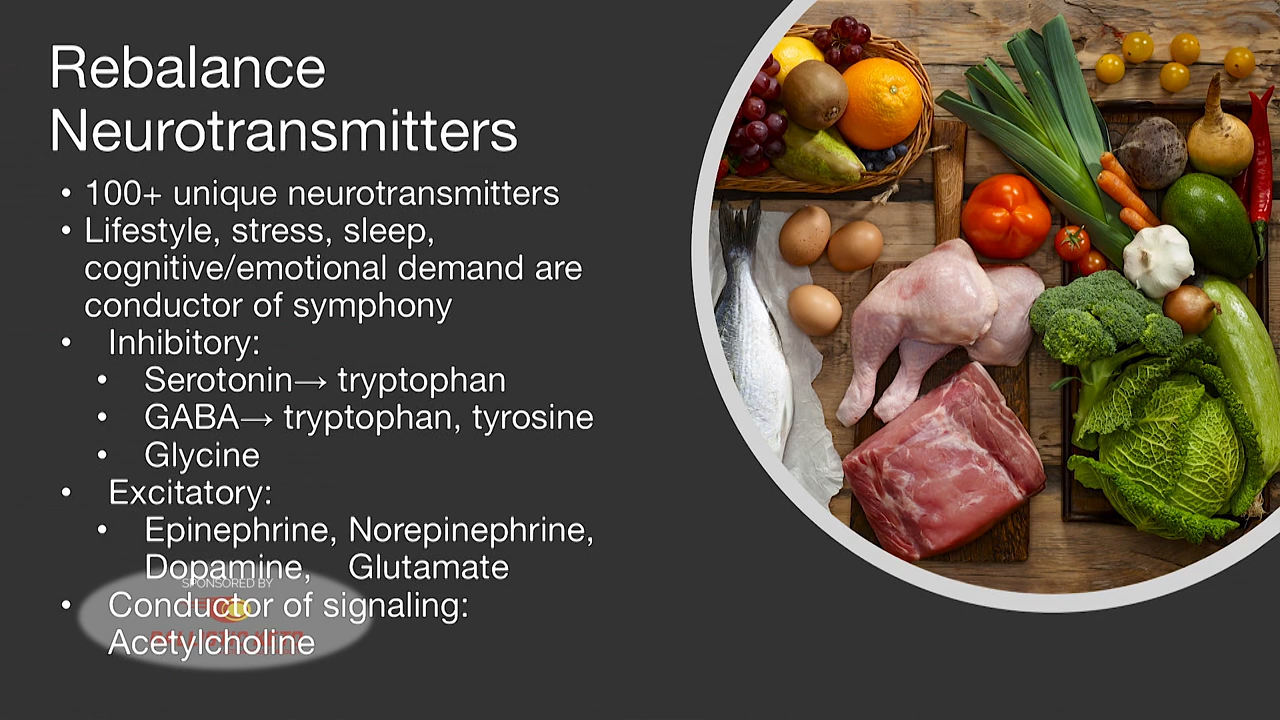 Rebalance
Neurotransmitters
• 100+ unique neurotransmitters
• Lifestyle, stress, sleep,
cognitive/emotional demand are
conductor of symphony
• Inhibitory:
• Serotonin→ tryptophan
• GABA→ tryptophan, tyrosine
• Glycine
• Excitatory:
• Epinephrine, Norepinephrine,
Dopamine, Glutamate
SPONSORED BY
• Conductor of signaling:
Acetylcholine